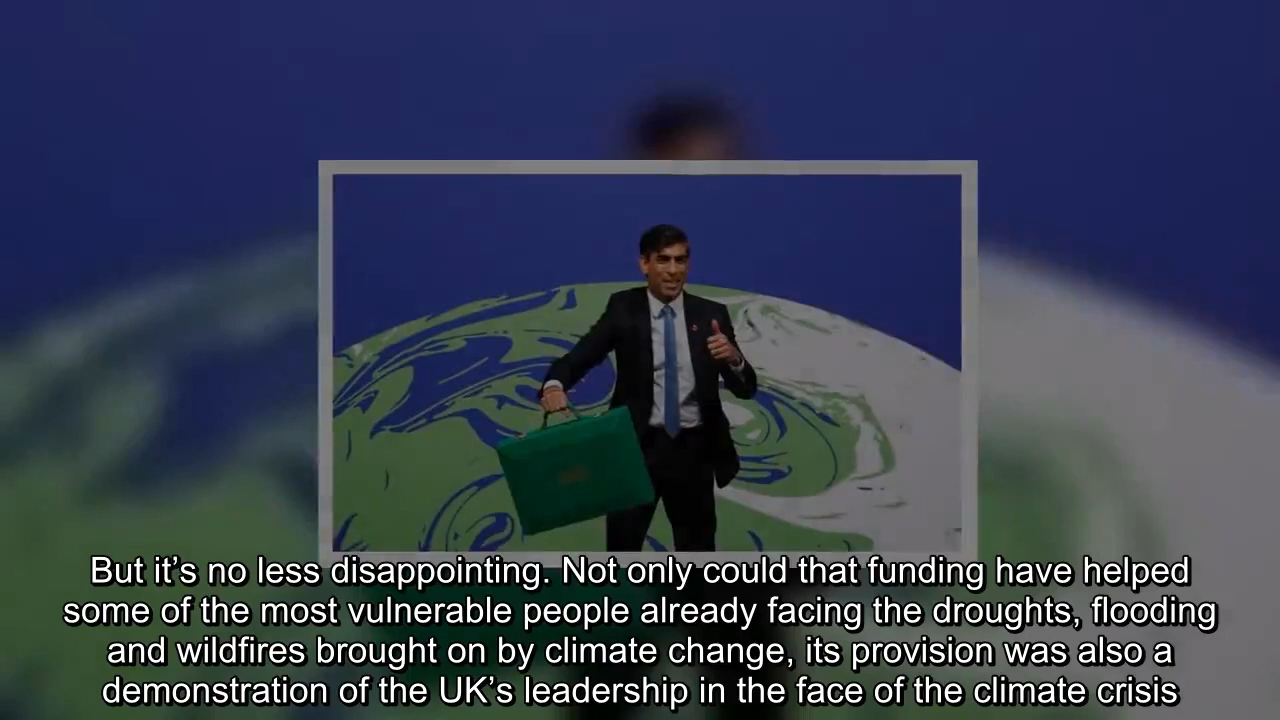 But it’s no less disappointing. Not only could that funding have helped
some of the most vulnerable people already facing the droughts, flooding
and wildfires brought on by climate change, its provision was also a
demonstration of the UK’s leadership in the face of the climate crisis